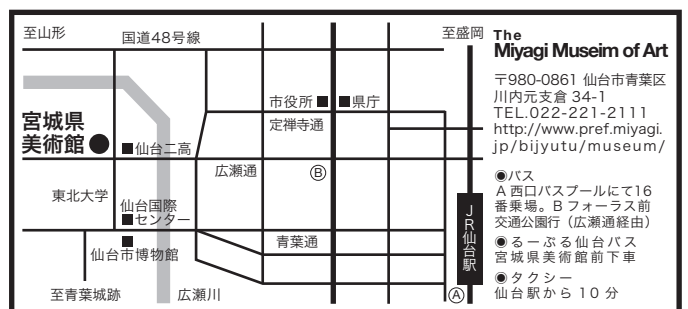 至山形
国道48号線
至盛岡
市役所
県庁
定禅寺通
宮城県
美術館
仙台二高
広瀬通
Ⓑ
東北大学
仙台国際
センター
JR仙台駅
青葉通
仙台市博物館
至青葉城跡
広瀬川
Ⓐ
The
Miyagi Museim of Art
〒980-0861 仙台市青葉区
川内元支倉 34-1
TEL.022-221-2111
http://www.pref.miyagi.
jp/bijyutu/museum/
◉バス
A 西口バスプールにて16
番乗場。B フォーラス前
交通公園行（広瀬通経由）
◉るーぷる仙台バス
宮城県美術館前下車
◉タクシー
仙台駅から 10 分